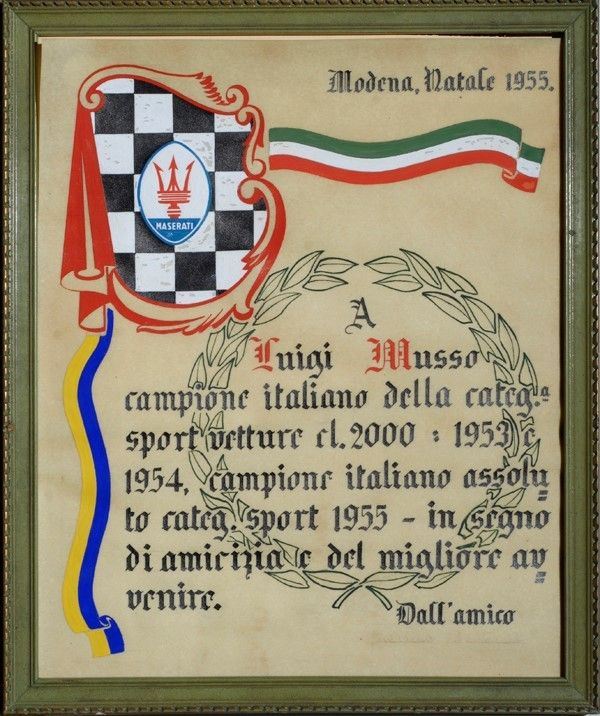 Modena, Natale 1955.
MASERATI
A
Luigi Musso
campione italiano della categ.ª
sport vetture cl. 2000 : 1953 e
1954, campione italiano assolu=
to categ. sport 1955 - in segno
di amicizia e del migliore av=
venire.
Dall'amico